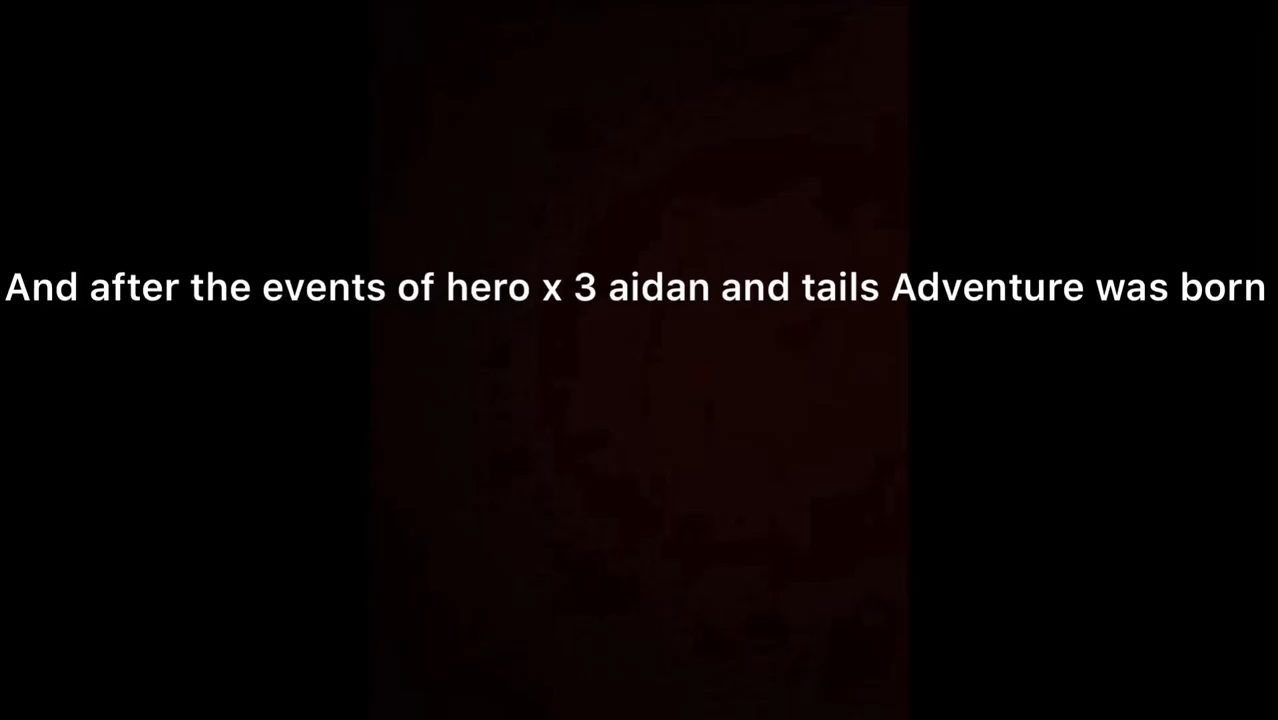 And after the events of hero x 3 aidan and tails Adventure was born